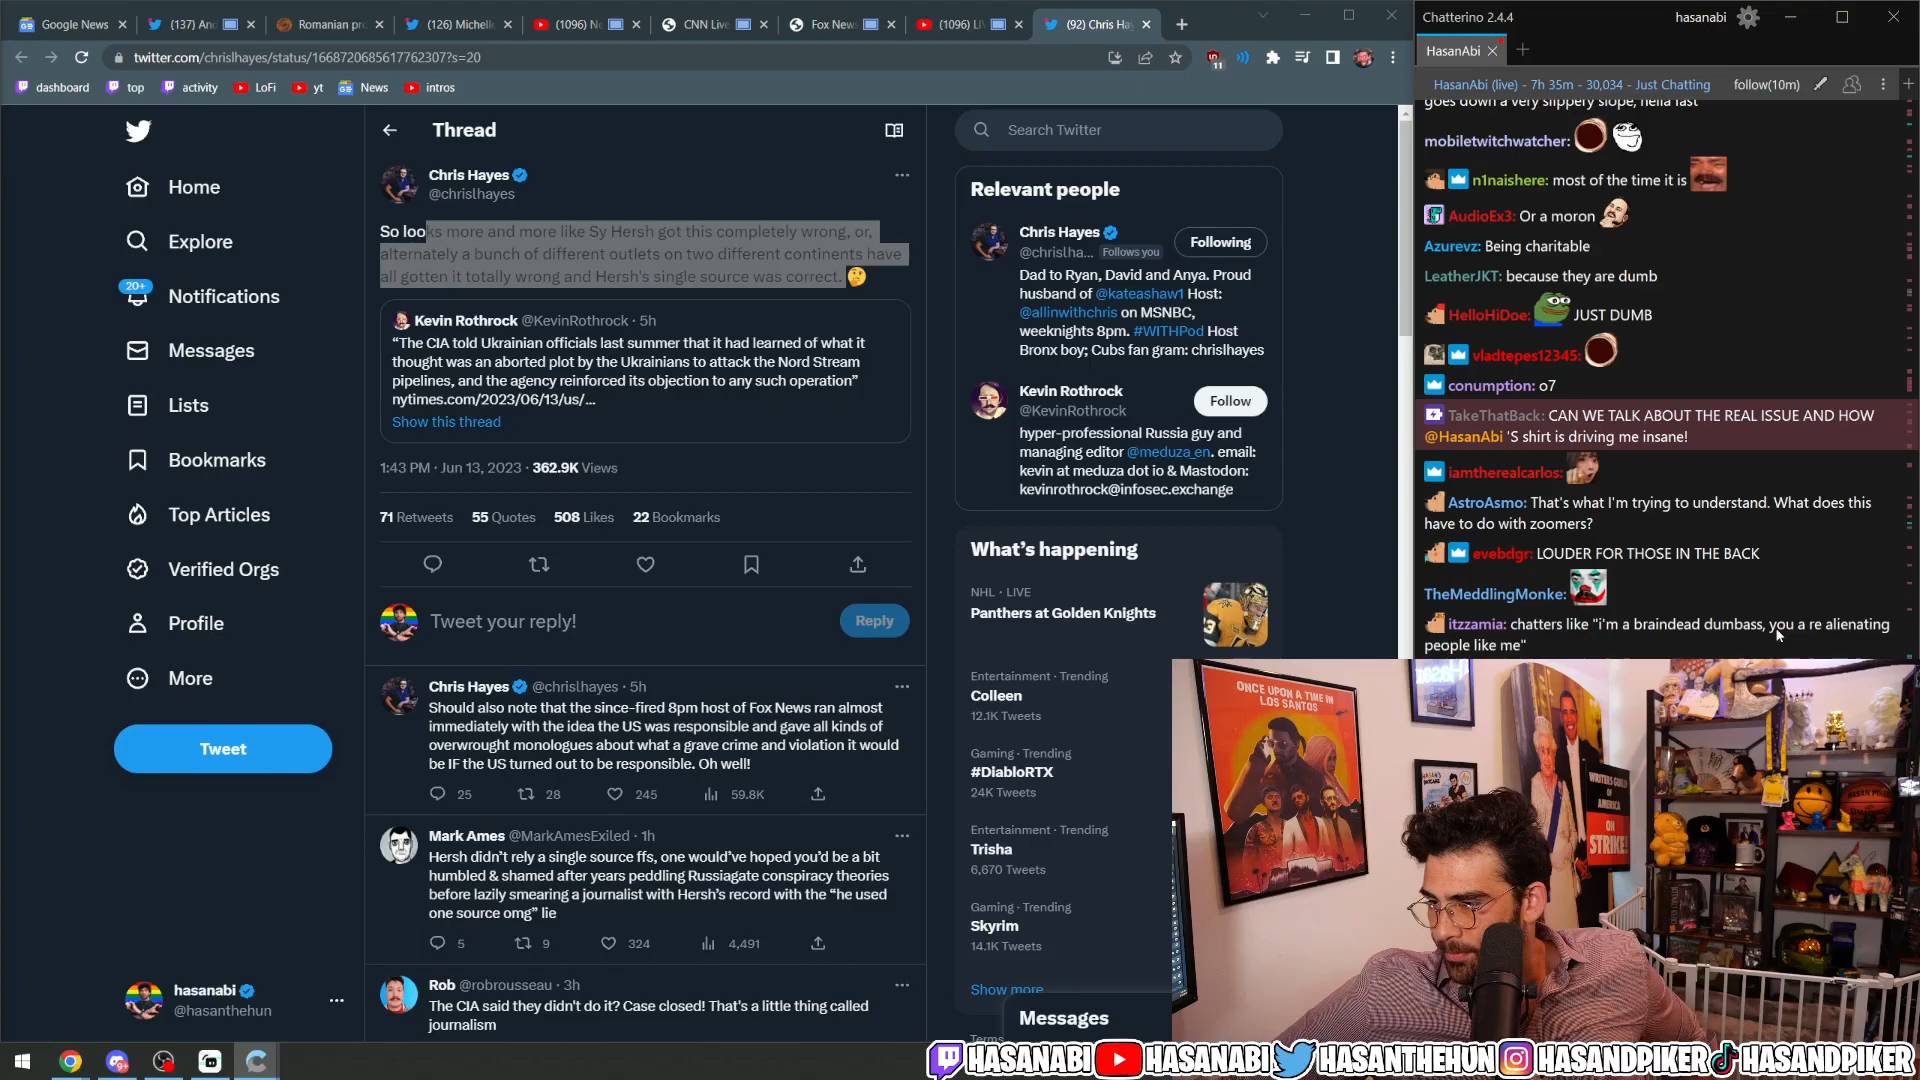 Google News
(137) An
Romanian pr
(126) Michell
(1096) N
CNN Live
Fox News
(1096) LI
(92) Chris Ha
twitter.com/chrislhayes/status/1668720685617762307?s=20
11
dashboard
top
activity
LoFi
yt
News
intros
Home
Explore
20+
Notifications
Messages
Lists
Bookmarks
Top Articles
Verified Orgs
Profile
More
Tweet
hasanabi
@hasanthehun
Thread
Chris Hayes
@chrislhayes
So looks more and more like Sy Hersh got this completely wrong, or,
alternately a bunch of different outlets on two different continents have
all gotten it totally wrong and Hersh's single source was correct.
Kevin Rothrock @KevinRothrock · 5h
“The CIA told Ukrainian officials last summer that it had learned of what it
thought was an aborted plot by the Ukrainians to attack the Nord Stream
pipelines, and the agency reinforced its objection to any such operation”
nytimes.com/2023/06/13/us/...
Show this thread
1:43 PM · Jun 13, 2023 · 362.9K Views
71 Retweets 55 Quotes 508 Likes 22 Bookmarks
Tweet your reply!
Reply
Chris Hayes @chrislhayes · 5h
Should also note that the since-fired 8pm host of Fox News ran almost
immediately with the idea the US was responsible and gave all kinds of
overwrought monologues about what a grave crime and violation it would
be IF the US turned out to be responsible. Oh well!
25 28 245 59.8K
Mark Ames @MarkAmesExiled · 1h
Hersh didn't rely a single source ffs, one would've hoped you'd be a bit
humbled & shamed after years peddling Russiagate conspiracy theories
before lazily smearing a journalist with Hersh's record with the “he used
one source omg” lie
5 9 324 4,491
Rob @robrousseau · 3h
The CIA said they didn't do it? Case closed! That's a little thing called
journalism
Search Twitter
Relevant people
Chris Hayes
@chrislha... Follows you
Following
Dad to Ryan, David and Anya. Proud
husband of @kateashaw1 Host:
@allinwithchris on MSNBC,
weeknights 8pm. #WITHPod Host
Bronx boy; Cubs fan gram: chrislhayes
Kevin Rothrock
@KevinRothrock
Follow
hyper-professional Russia guy and
managing editor @meduza_en. email:
kevin at meduza dot io & Mastodon:
kevinrothrock@infosec.exchange
What's happening
NHL · LIVE
Panthers at Golden Knights
Entertainment · Trending
Colleen
12.1K Tweets
Gaming · Trending
#DiabloRTX
24K Tweets
Entertainment · Trending
Trisha
6,670 Tweets
Gaming · Trending
Skyrim
14.1K Tweets
Show more
Terms
Messages
Chatterino 2.4.4
hasanabi
HasanAbi
HasanAbi (live) - 7h 35m - 30,034 - Just Chatting
follow(10m)
goes down a very slippery slope, hella fast
mobiletwitchwatcher:
n1naishere: most of the time it is
AudioEx3: Or a moron
Azurevz: Being charitable
LeatherJKT: because they are dumb
HelloHiDoe: JUST DUMB
vladtepes12345:
conumption: o7
TakeThatBack: CAN WE TALK ABOUT THE REAL ISSUE AND HOW
@HasanAbi 'S shirt is driving me insane!
iamtherealcarlos:
AstroAsmo: That's what I'm trying to understand. What does this
have to do with zoomers?
evebdgr: LOUDER FOR THOSE IN THE BACK
TheMeddlingMonke:
itzzamia: chatters like "i'm a braindead dumbass, you a re alienating
people like me"
ONCE UPON A TIME IN
LOS SANTOS
WRITERS GUILD
OF
AMERICA
ON
STRIKE!
HASANABI HASANABI HASANTHEHUN HASANDPIKER HASANDPIKER